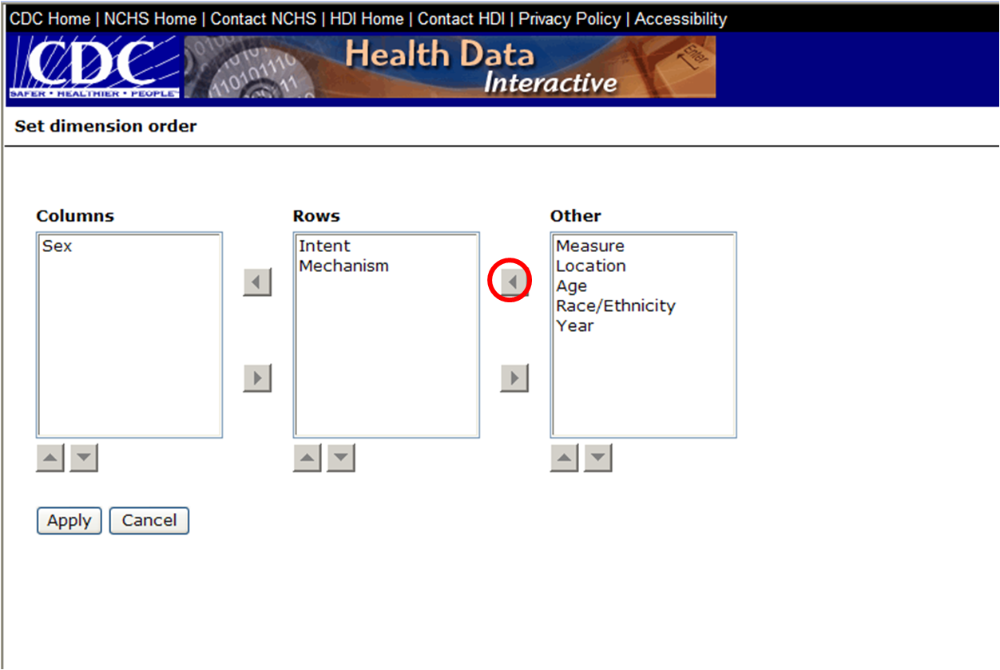 CDC Home | NCHS Home | Contact NCHS | HDI Home | Contact HDI | Privacy Policy | Accessibility
CDC
SAFER • HEALTHIER • PEOPLE™
Health Data
Interactive
Enter
Set dimension order
Columns
Sex
Rows
Intent
Mechanism
Other
Measure
Location
Age
Race/Ethnicity
Year
Apply
Cancel